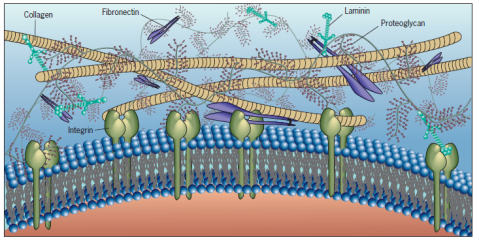 Collagen
Fibronectin
Laminin
Proteoglycan
Integrin